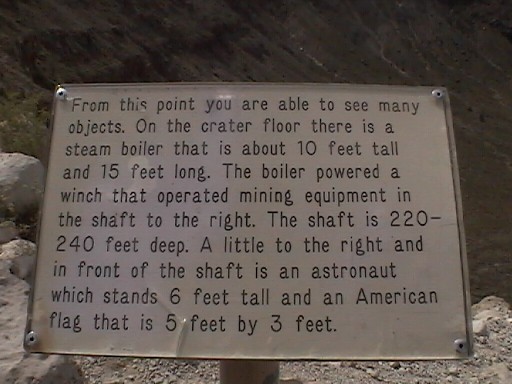 From this point you are able to see many
objects. On the crater floor there is a
steam boiler that is about 10 feet tall
and 15 feet long. The boiler powered a
winch that operated mining equipment in
the shaft to the right. The shaft is 220-
240 feet deep. A little to the right and
in front of the shaft is an astronaut
which stands 6 feet tall and an American
flag that is 5 feet by 3 feet.